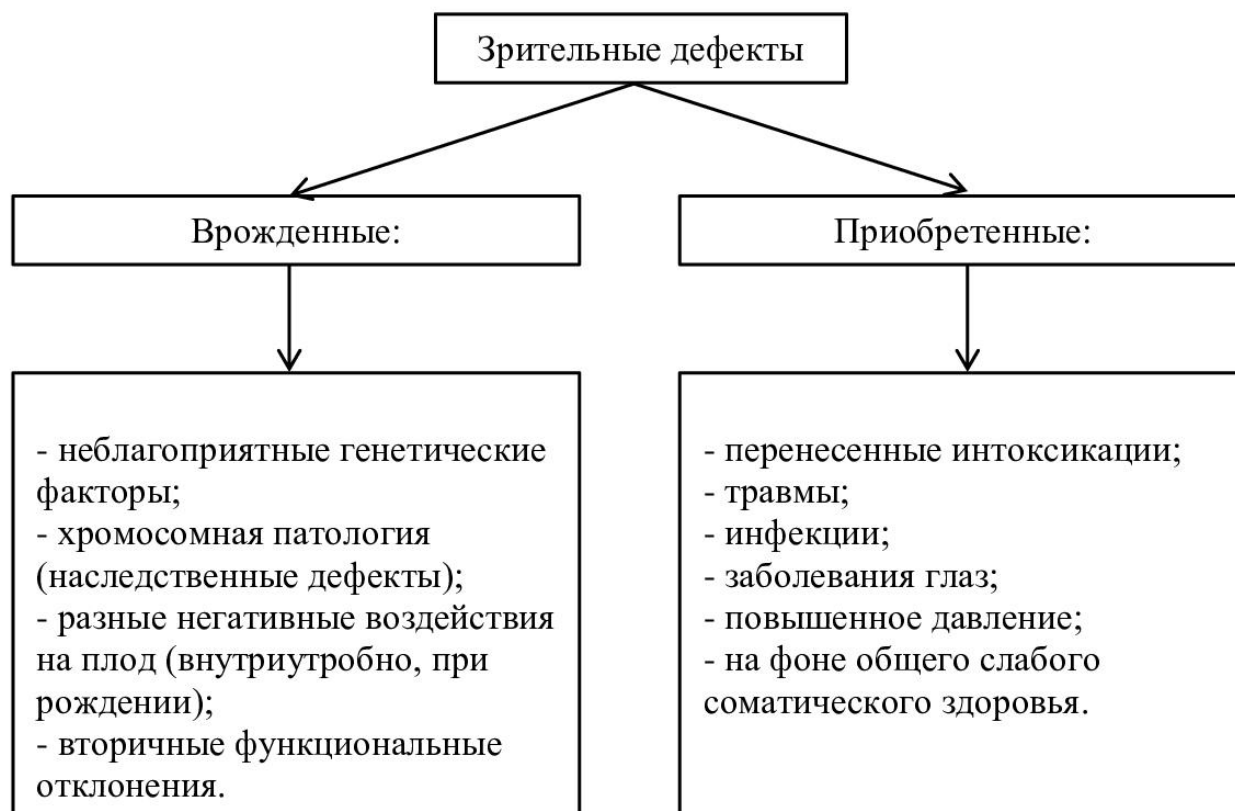 Зрительные дефекты
Врожденные:
Приобретенные:
- неблагоприятные генетические
факторы;
- хромосомная патология
(наследственные дефекты);
- разные негативные воздействия
на плод (внутриутробно, при
рождении);
- вторичные функциональные
отклонения.
- перенесенные интоксикации;
- травмы;
- инфекции;
- заболевания глаз;
- повышенное давление;
- на фоне общего слабого
соматического здоровья.